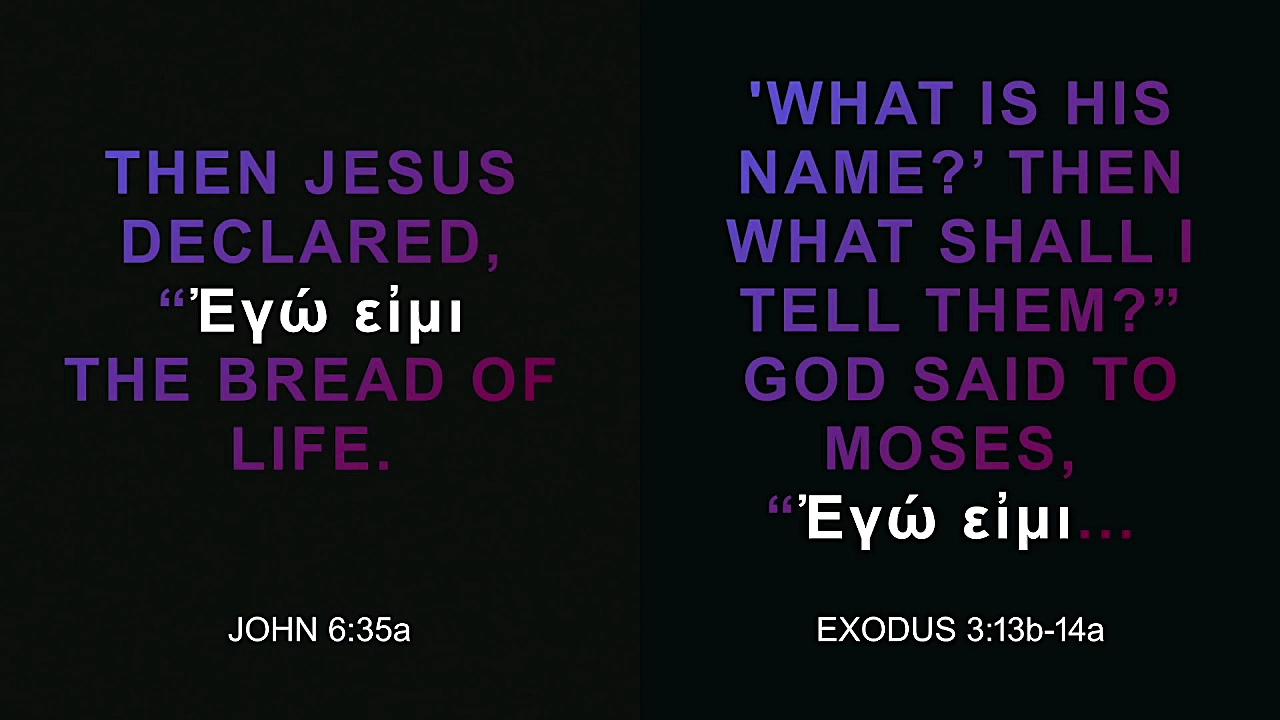 THEN JESUS
DECLARED,
“Ἐγώ εἰμι
THE BREAD OF
LIFE.
JOHN 6:35a
'WHAT IS HIS
NAME?’ THEN
WHAT SHALL I
TELL THEM?”
GOD SAID TO
MOSES,
“Ἐγώ εἰμι...
EXODUS 3:13b-14a